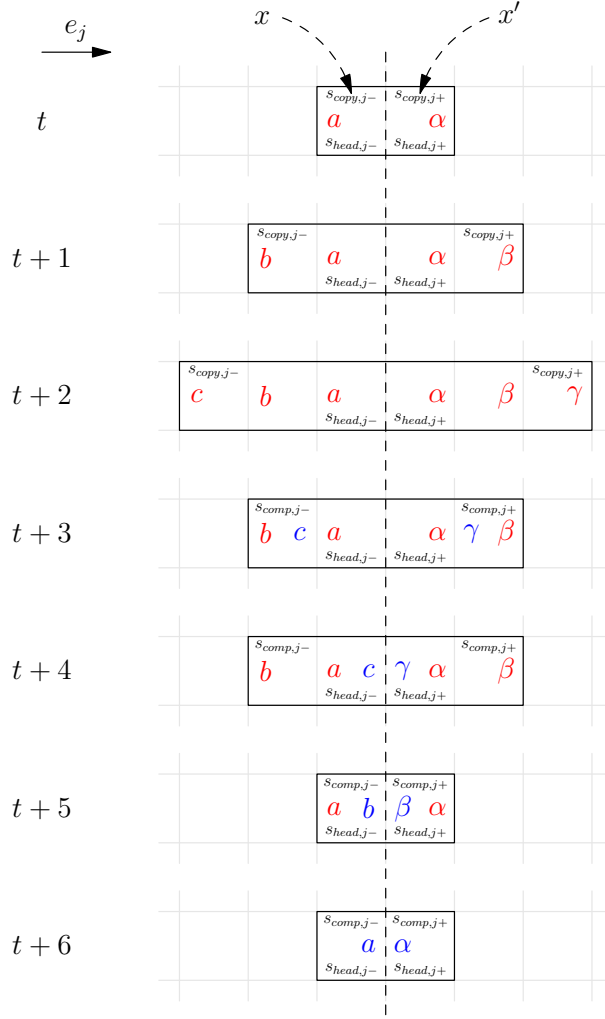 e_j x x′
s_{copy,j−} s_{copy,j+}
t a α
s_{head,j−} s_{head,j+}
s_{copy,j−} s_{copy,j+}
t + 1 b a α β
s_{head,j−} s_{head,j+}
s_{copy,j−} s_{copy,j+}
t + 2 c b a α β γ
s_{head,j−} s_{head,j+}
s_{comp,j−} s_{comp,j+}
t + 3 b c a α γ β
s_{head,j−} s_{head,j+}
s_{comp,j−} s_{comp,j+}
t + 4 b a c γ α β
s_{head,j−} s_{head,j+}
s_{comp,j−} s_{comp,j+}
t + 5 a b β α
s_{head,j−} s_{head,j+}
s_{comp,j−} s_{comp,j+}
t + 6 a α
s_{head,j−} s_{head,j+}